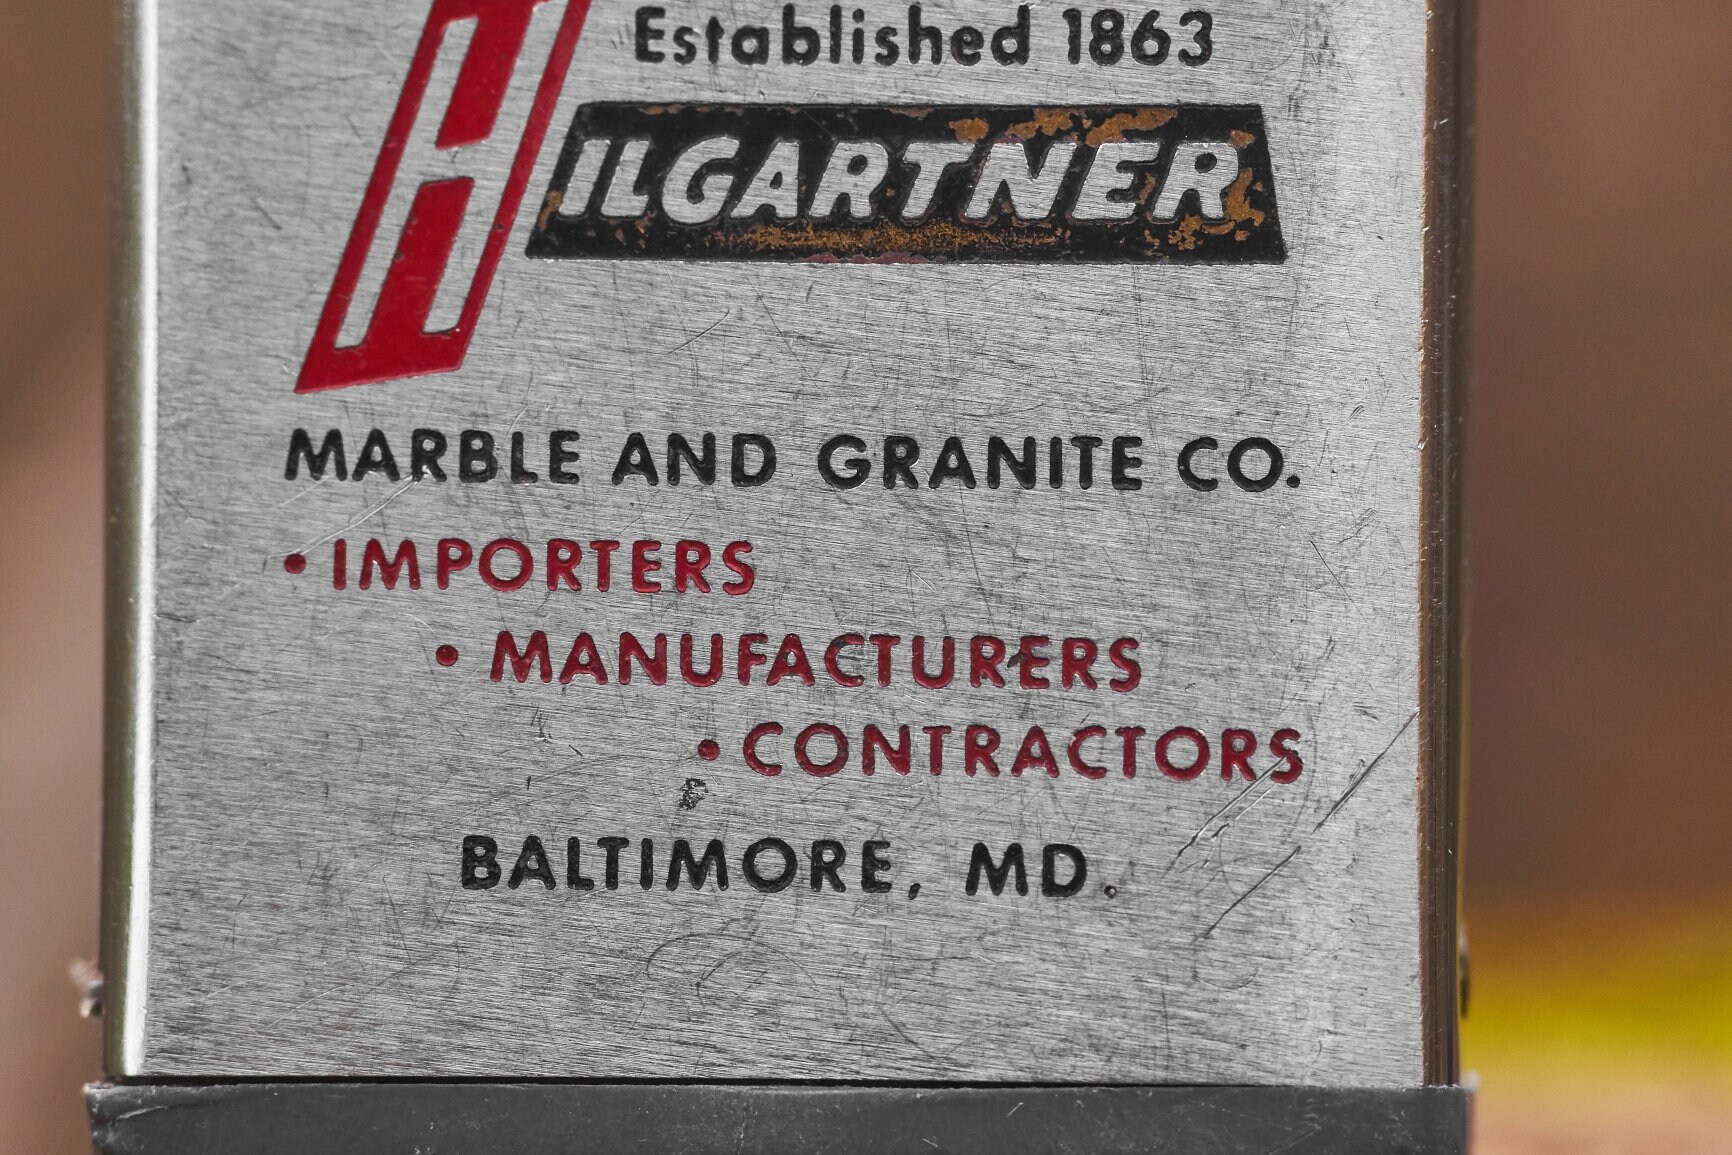 Established 1863
HILGARTNER
MARBLE AND GRANITE CO.
• IMPORTERS
• MANUFACTURERS
• CONTRACTORS
BALTIMORE, MD.